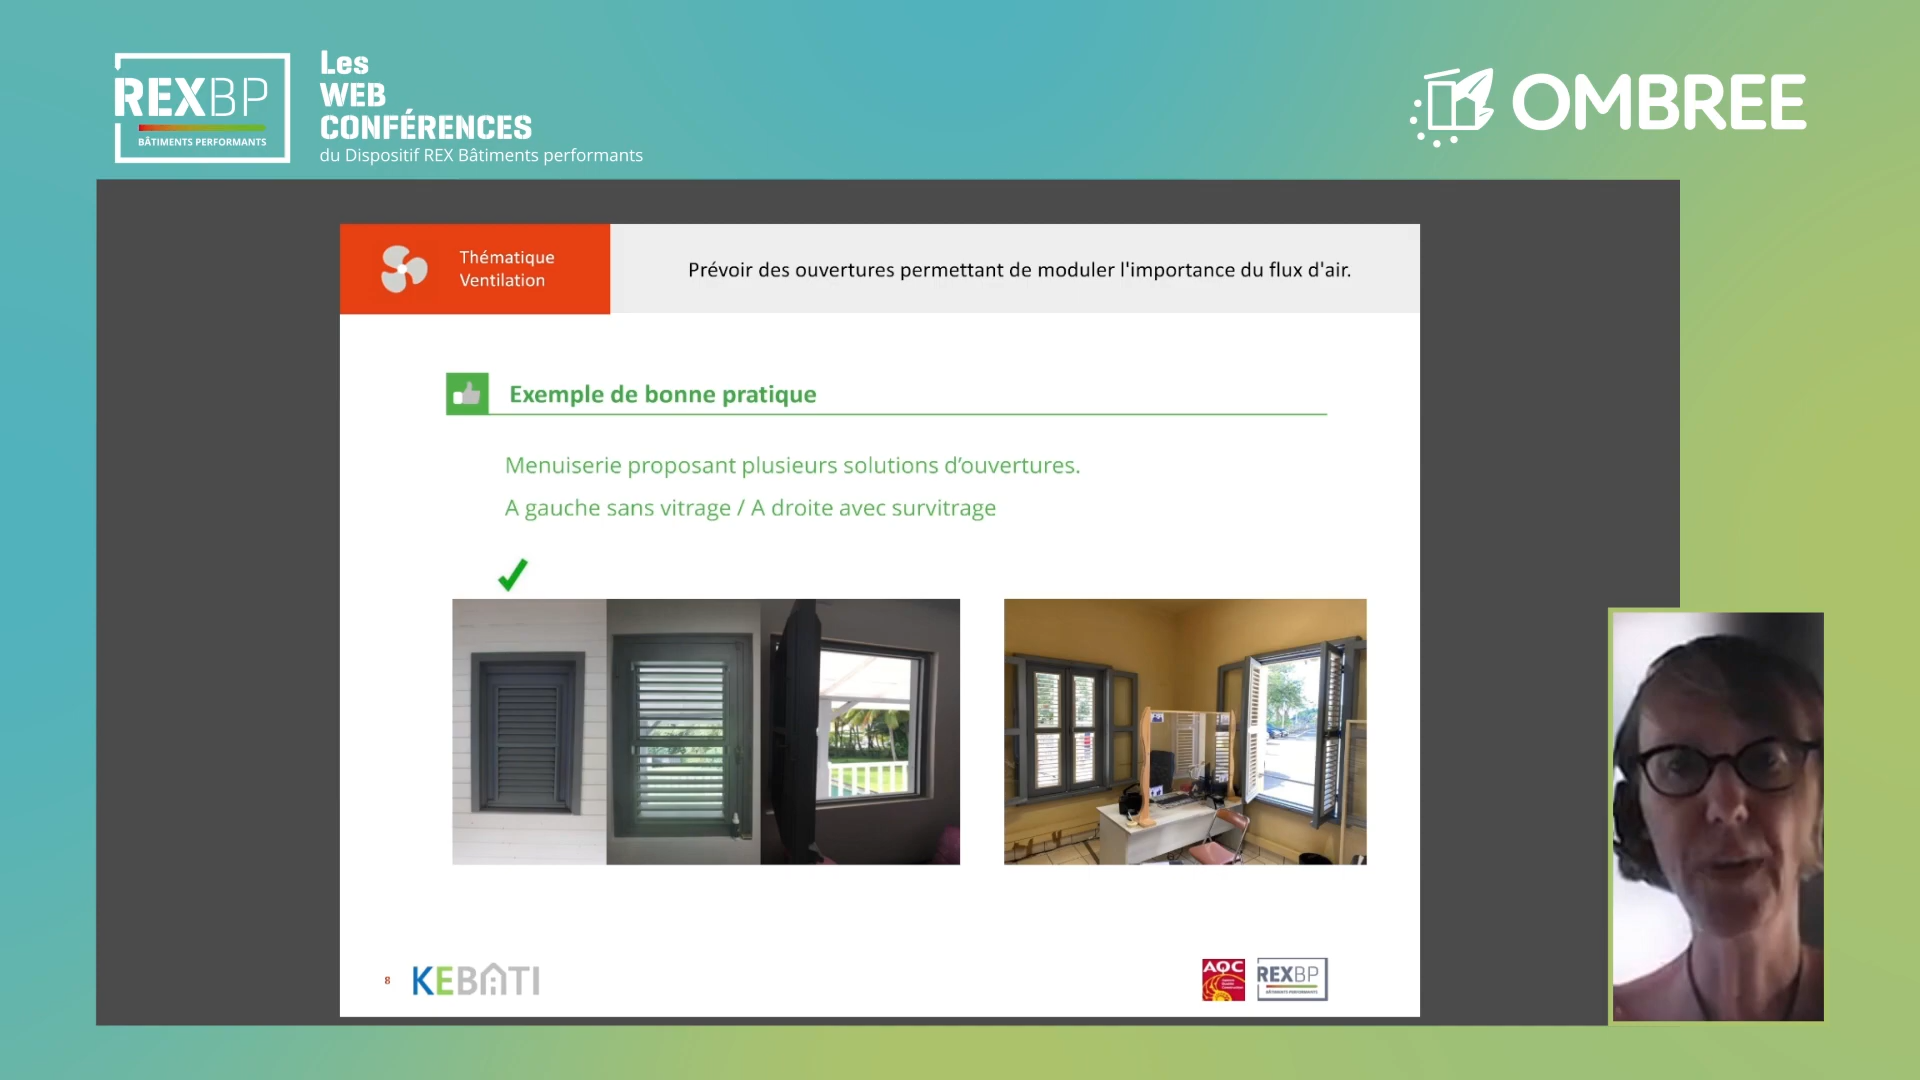 REXBP
BÂTIMENTS PERFORMANTS
Les
WEB
CONFÉRENCES
du Dispositif REX Bâtiments performants
OMBREE
Thématique
Ventilation
Prévoir des ouvertures permettant de moduler l'importance du flux d'air.
Exemple de bonne pratique
Menuiserie proposant plusieurs solutions d’ouvertures.
A gauche sans vitrage / A droite avec survitrage
8
KEBATI
AQC
REXBP
BÂTIMENTS PERFORMANTS